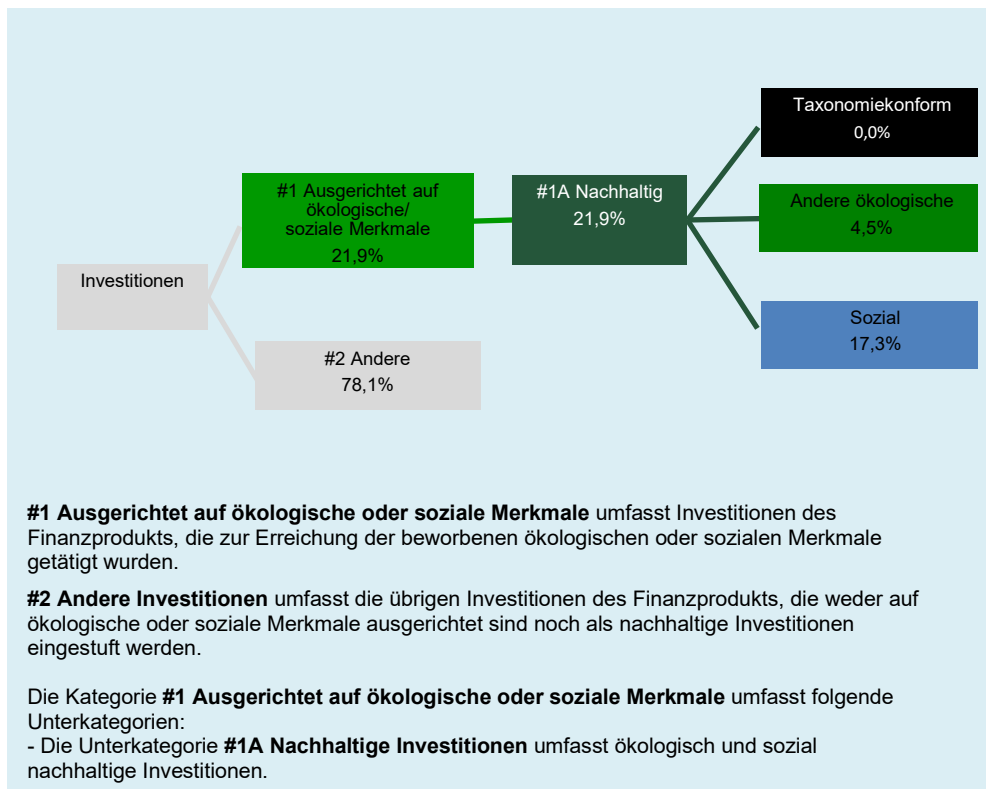 Investitionen
#1 Ausgerichtet auf
ökologische/
soziale Merkmale
21,9%
#2 Andere
78,1%
#1A Nachhaltig
21,9%
Taxonomiekonform
0,0%
Andere ökologische
4,5%
Sozial
17,3%
#1 Ausgerichtet auf ökologische oder soziale Merkmale umfasst Investitionen des
Finanzprodukts, die zur Erreichung der beworbenen ökologischen oder sozialen Merkmale
getätigt wurden.
#2 Andere Investitionen umfasst die übrigen Investitionen des Finanzprodukts, die weder auf
ökologische oder soziale Merkmale ausgerichtet sind noch als nachhaltige Investitionen
eingestuft werden.
Die Kategorie #1 Ausgerichtet auf ökologische oder soziale Merkmale umfasst folgende
Unterkategorien:
- Die Unterkategorie #1A Nachhaltige Investitionen umfasst ökologisch und sozial
nachhaltige Investitionen.